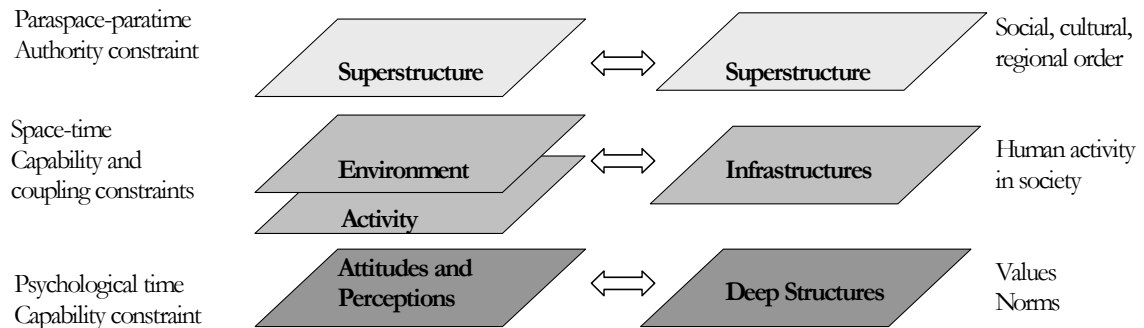 Paraspace-paratime
Authority constraint
Superstructure
Superstructure
Social, cultural,
regional order
Space-time
Capability and
coupling constraints
Environment
Activity
Infrastructures
Human activity
in society
Psychological time
Capability constraint
Attitudes and
Perceptions
Deep Structures
Values
Norms